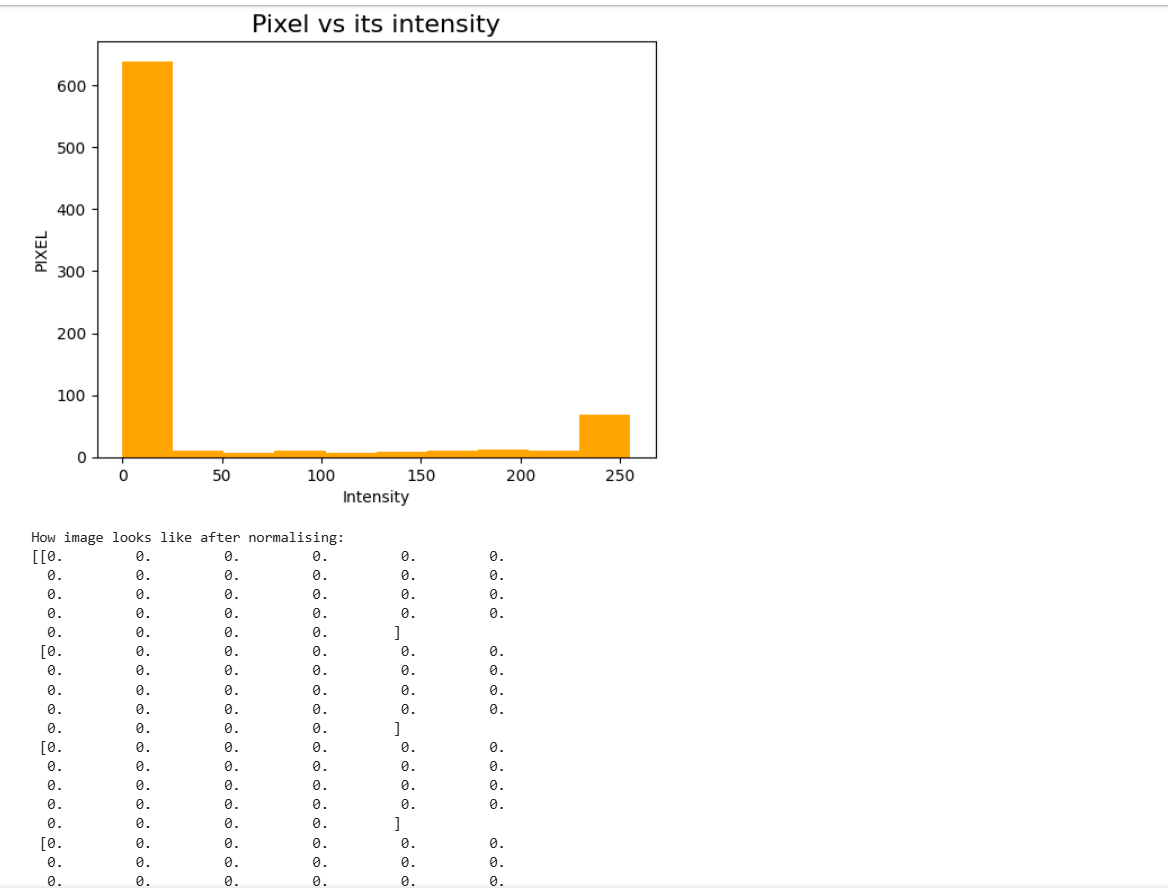 Pixel vs its intensity
600
500
400
300
200
100
0
PIXEL
0 50 100 150 200 250
Intensity
How image looks like after normalising:
[[0. 0. 0. 0. 0. 0.
0. 0. 0. 0. 0. 0.
0. 0. 0. 0. 0. 0.
0. 0. 0. 0. 0. 0.
0. 0. 0. 0. ]
[0. 0. 0. 0. 0. 0.
0. 0. 0. 0. 0. 0.
0. 0. 0. 0. 0. 0.
0. 0. 0. 0. 0. 0.
0. 0. 0. 0. ]
[0. 0. 0. 0. 0. 0.
0. 0. 0. 0. 0. 0.
0. 0. 0. 0. 0. 0.
0. 0. 0. 0. 0. 0.
0. 0. 0. 0. ]
[0. 0. 0. 0. 0. 0.
0. 0. 0. 0. 0. 0.
0. 0. 0. 0. 0. 0.